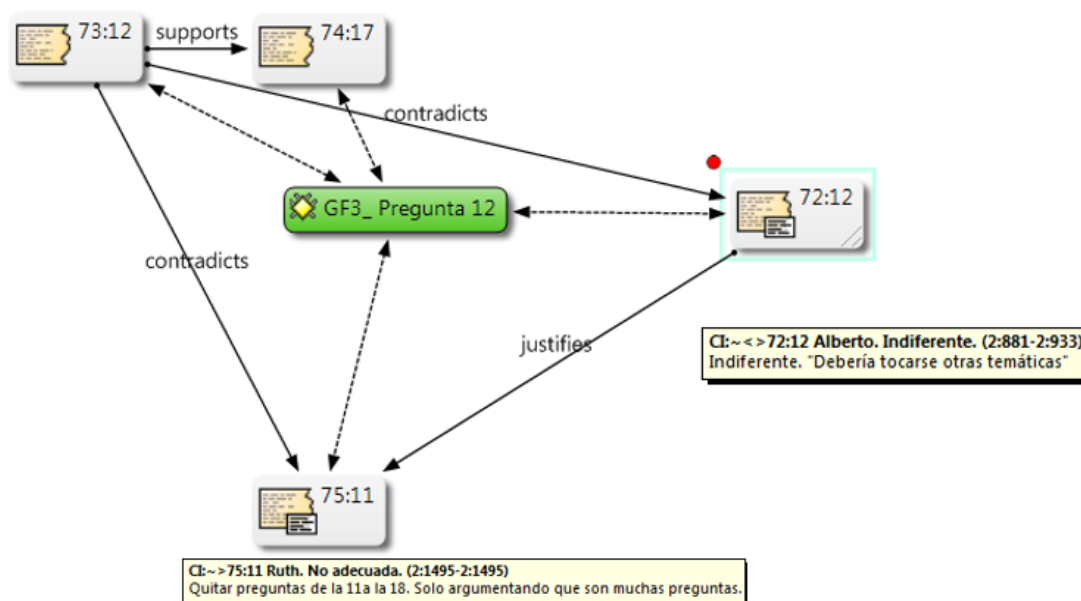 73:12
supports
74:17
contradicts
72:12
GF3_ Pregunta 12
contradicts
justifies
CI:~<>72:12 Alberto. Indiferente. (2:881-2:933)
Indiferente. "Debería tocarse otras temáticas"
75:11
CI:~>75:11 Ruth. No adecuada. (2:1495-2:1495)
Quitar preguntas de la 11a la 18. Solo argumentando que son muchas preguntas.